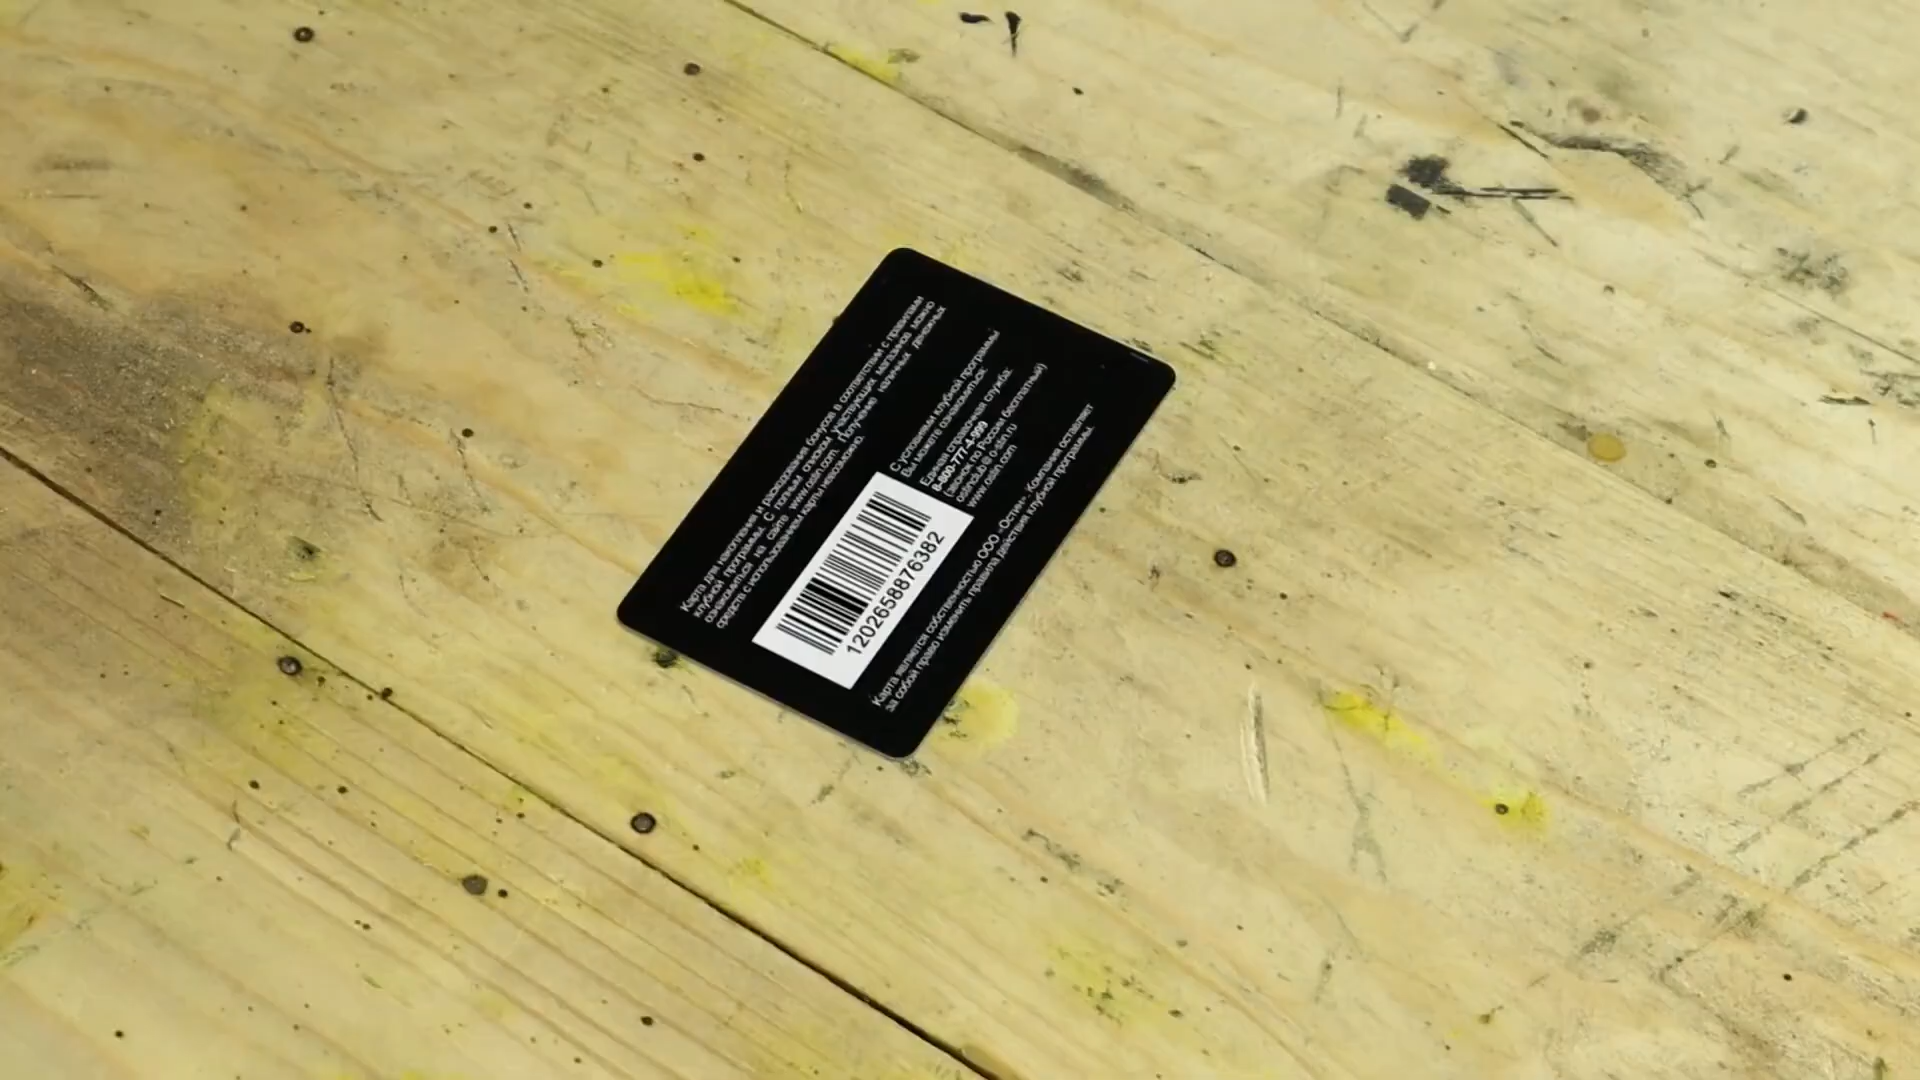 Карта для накопления и расходования бонусов в соответствии с правилами
клубной программы. С полным списком участвующих магазинов можно
ознакомиться на сайте www.ostin.com. Получение наличных денежных
средств с использованием карты невозможно.
С условиями клубной программы
Вы можете ознакомиться:
Единая справочная служба:
8-800-777-4-999
(звонок по России бесплатный)
ostinclub@o-stin.ru
www.ostin.com
1202658876382
Карта является собственностью ООО «Остин». Компания оставляет
за собой право изменить правила действия клубной программы.